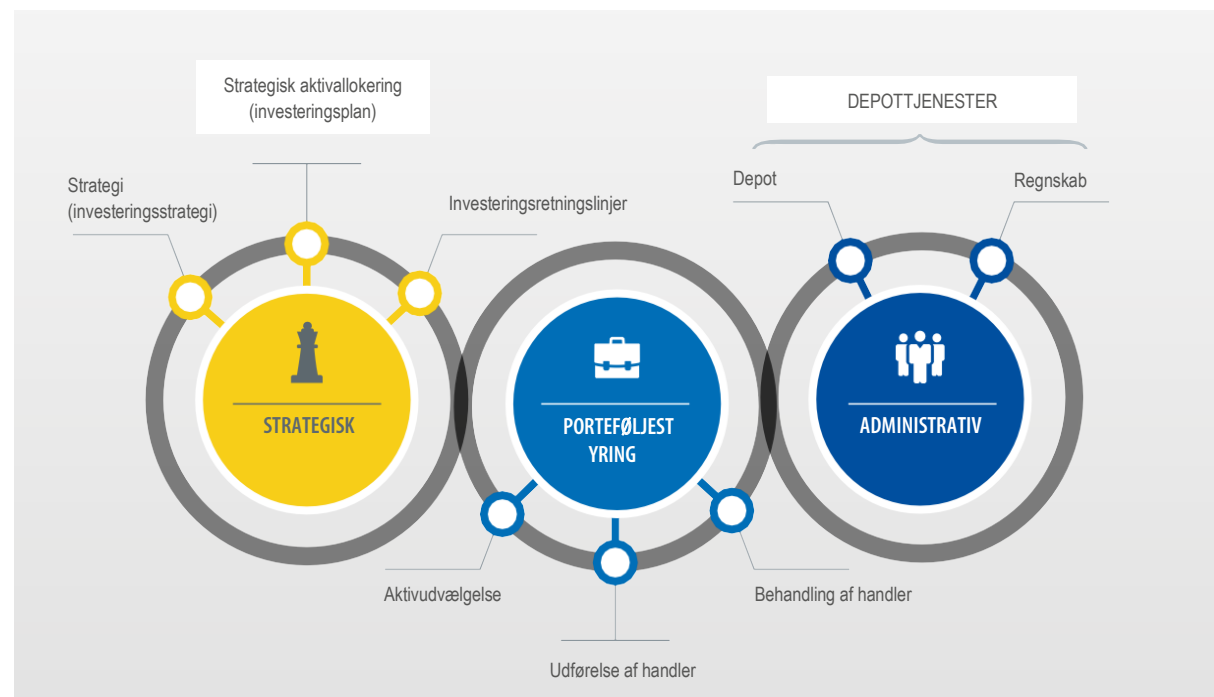 Strategisk aktivallokering
(investeringsplan)
DEPOTTJENESTER
Strategi
(investeringsstrategi)
Investeringsretningslinjer
Depot
Regnskab
STRATEGISK
PORTEFØLJEST
YRING
ADMINISTRATIV
Aktivudvælgelse
Behandling af handler
Udførelse af handler